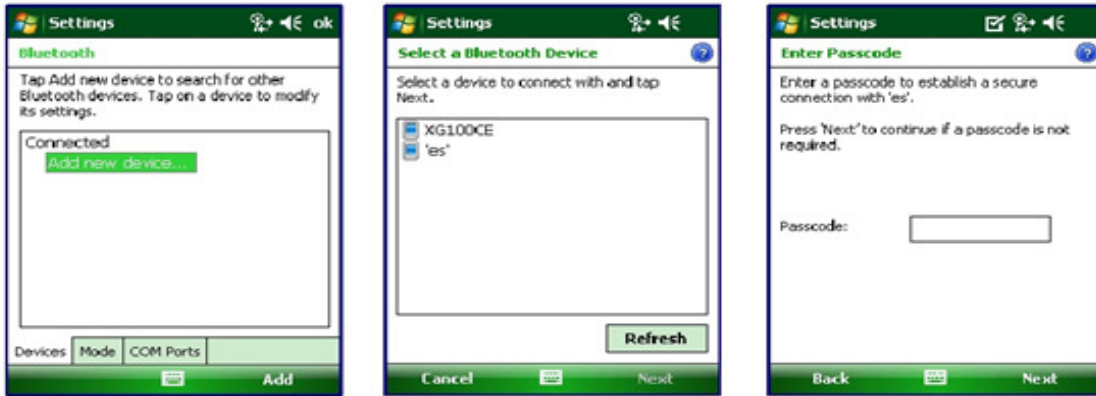 Settings
ok
Bluetooth
Tap Add new device to search for other
Bluetooth devices. Tap on a device to modify
its settings.
Connected
Add new device...
Devices
Mode
COM Ports
Add
Settings
Select a Bluetooth Device
?
Select a device to connect with and tap
Next.
XG100CE
'es'
Refresh
Cancel
Next
Settings
Enter Passcode
?
Enter a passcode to establish a secure
connection with 'es'.
Press 'Next' to continue if a passcode is not
required.
Passcode:
Back
Next